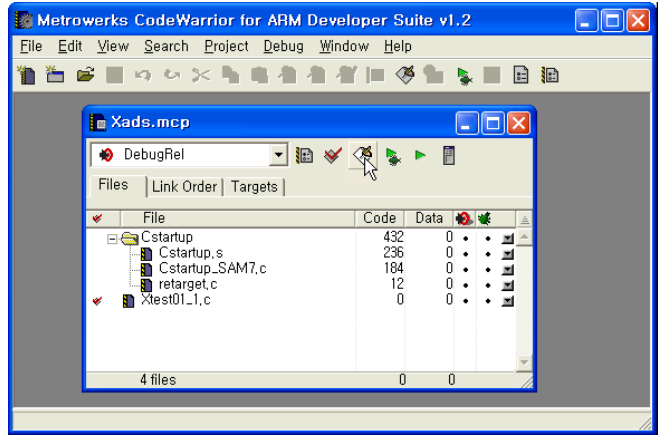 Metrowerks CodeWarrior for ARM Developer Suite v1.2
File Edit View Search Project Debug Window Help
Xads.mcp
DebugRel
Files Link Order Targets
File Code Data
Cstartup 432 0
Cstartup,s 236 0
Cstartup_SAM7,c 184 0
retarget,c 12 0
Xtest01_1,c 0 0
4 files 0 0